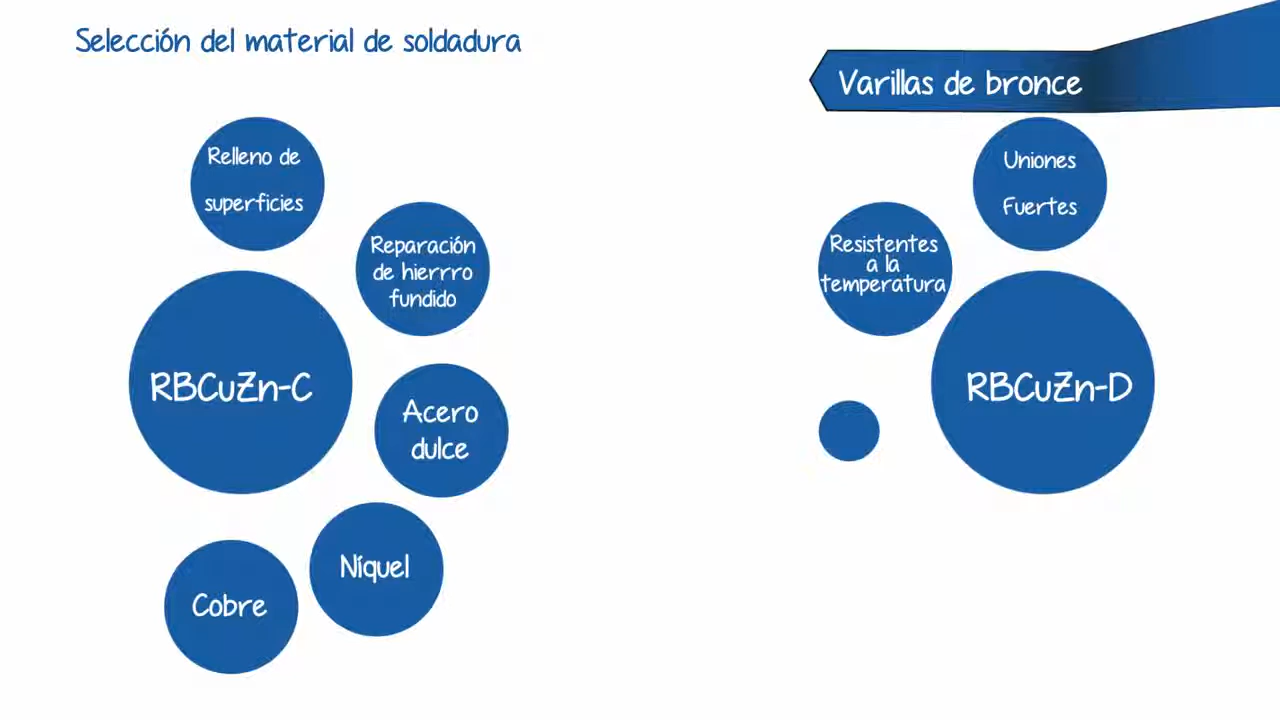 Selección del material de soldadura
Varillas de bronce
Relleno de
superficies
Reparación
de hierrro
fundido
RBCuZn-C
Acero
dulce
Níquel
Cobre
Uniones
Fuertes
Resistentes
a la
temperatura
RBCuZn-D